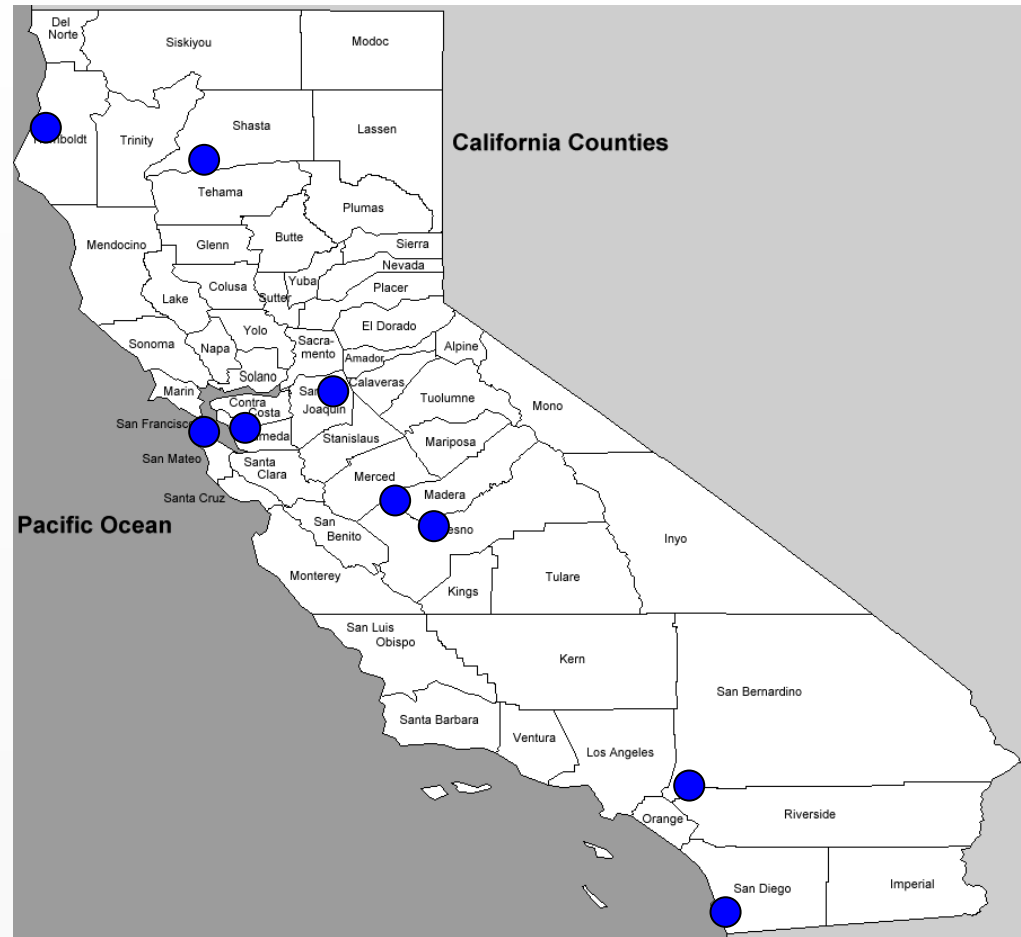 Del
Norte
Siskiyou
Modoc
Shasta
Trinity
Lassen
California Counties
Tehama
Plumas
Mendocino
Glenn
Butte
Sierra
Nevada
Yuba
Colusa
Placer
Lake
Sutter
Yolo
El Dorado
Sonoma
Napa
Sacra-
mento
Alpine
Amador
Solano
Calaveras
Marin
Tuolumne
Contra
Costa
Joaquin
Mono
San Francisco
Stanislaus
Mariposa
San Mateo
Santa
Clara
Merced
Madera
Santa Cruz
Pacific Ocean
San
Benito
Inyo
Monterey
Tulare
Kings
San Luis
Obispo
Kern
San Bernardino
Santa Barbara
Ventura
Los Angeles
Orange
Riverside
San Diego
Imperial